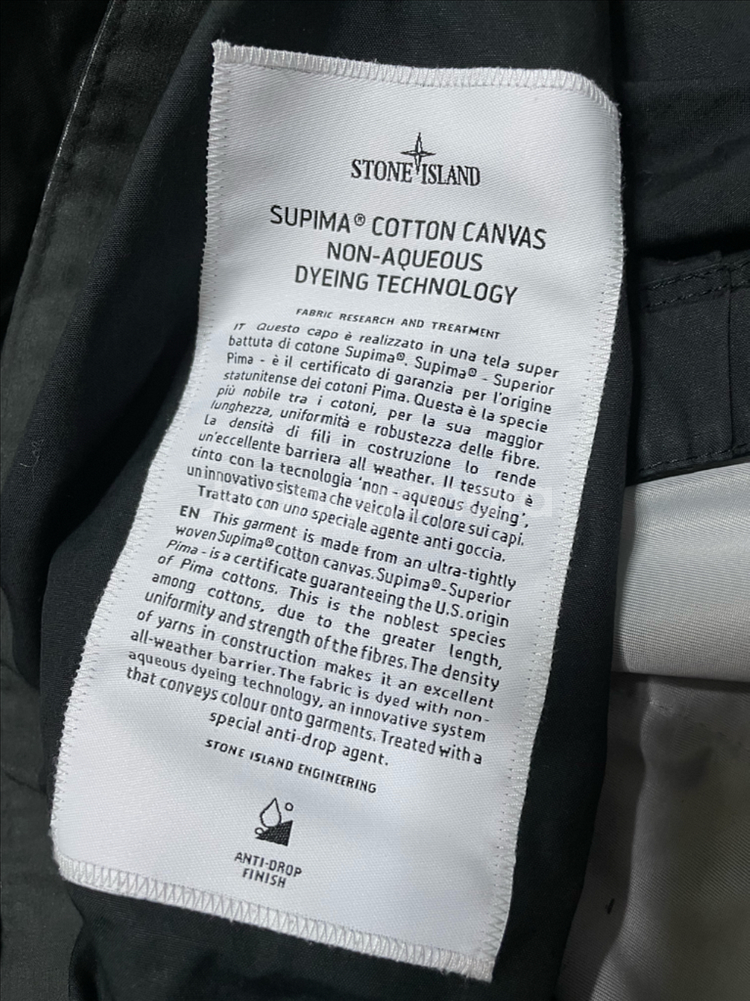 STONE ISLAND
SUPIMA® COTTON CANVAS
NON-AQUEOUS
DYEING TECHNOLOGY
FABRIC RESEARCH AND TREATMENT
IT Questo capo è realizzato in una tela super
battuta di cotone Supima®. Supima® - Superior
Pima - è il certificato di garanzia per l'origine
statunitense dei cotoni Pima. Questa è la specie
più nobile tra i cotoni, per la sua maggior
lunghezza, uniformità e robustezza delle fibre.
La densità di fili in costruzione lo rende
un'eccellente barriera all weather. Il tessuto è
tinto con la tecnologia 'non-aqueous dyeing',
un innovativo sistema che veicola il colore sui capi.
Trattato con uno speciale agente anti goccia.
EN This garment is made from an ultra-tightly
woven Supima® cotton canvas. Supima®-Superior
Pima - is a certificate guaranteeing the U.S. origin
of Pima cottons. This is the noblest species
among cottons, due to the greater length,
uniformity and strength of the fibres. The density
of yarns in construction makes it an excellent
all-weather barrier. The fabric is dyed with non-
aqueous dyeing technology, an innovative system
that conveys colour onto garments. Treated with a
special anti-drop agent.
STONE ISLAND ENGINEERING
ANTI-DROP
FINISH